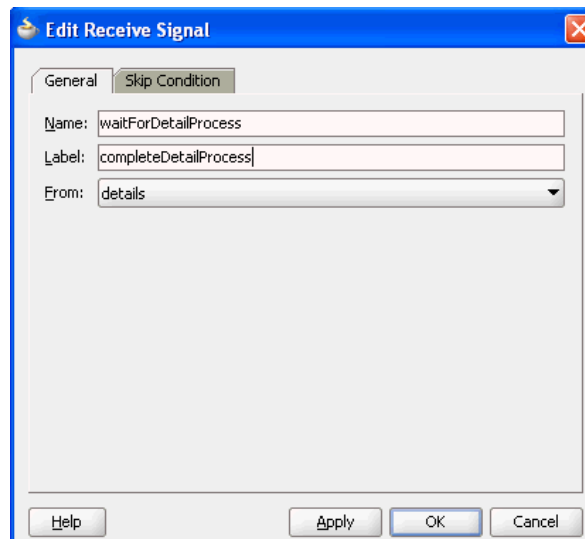 Edit Receive Signal
General Skip Condition
Name: waitForDetailProcess
Label: completeDetailProcess
From: details
Help Apply OK Cancel